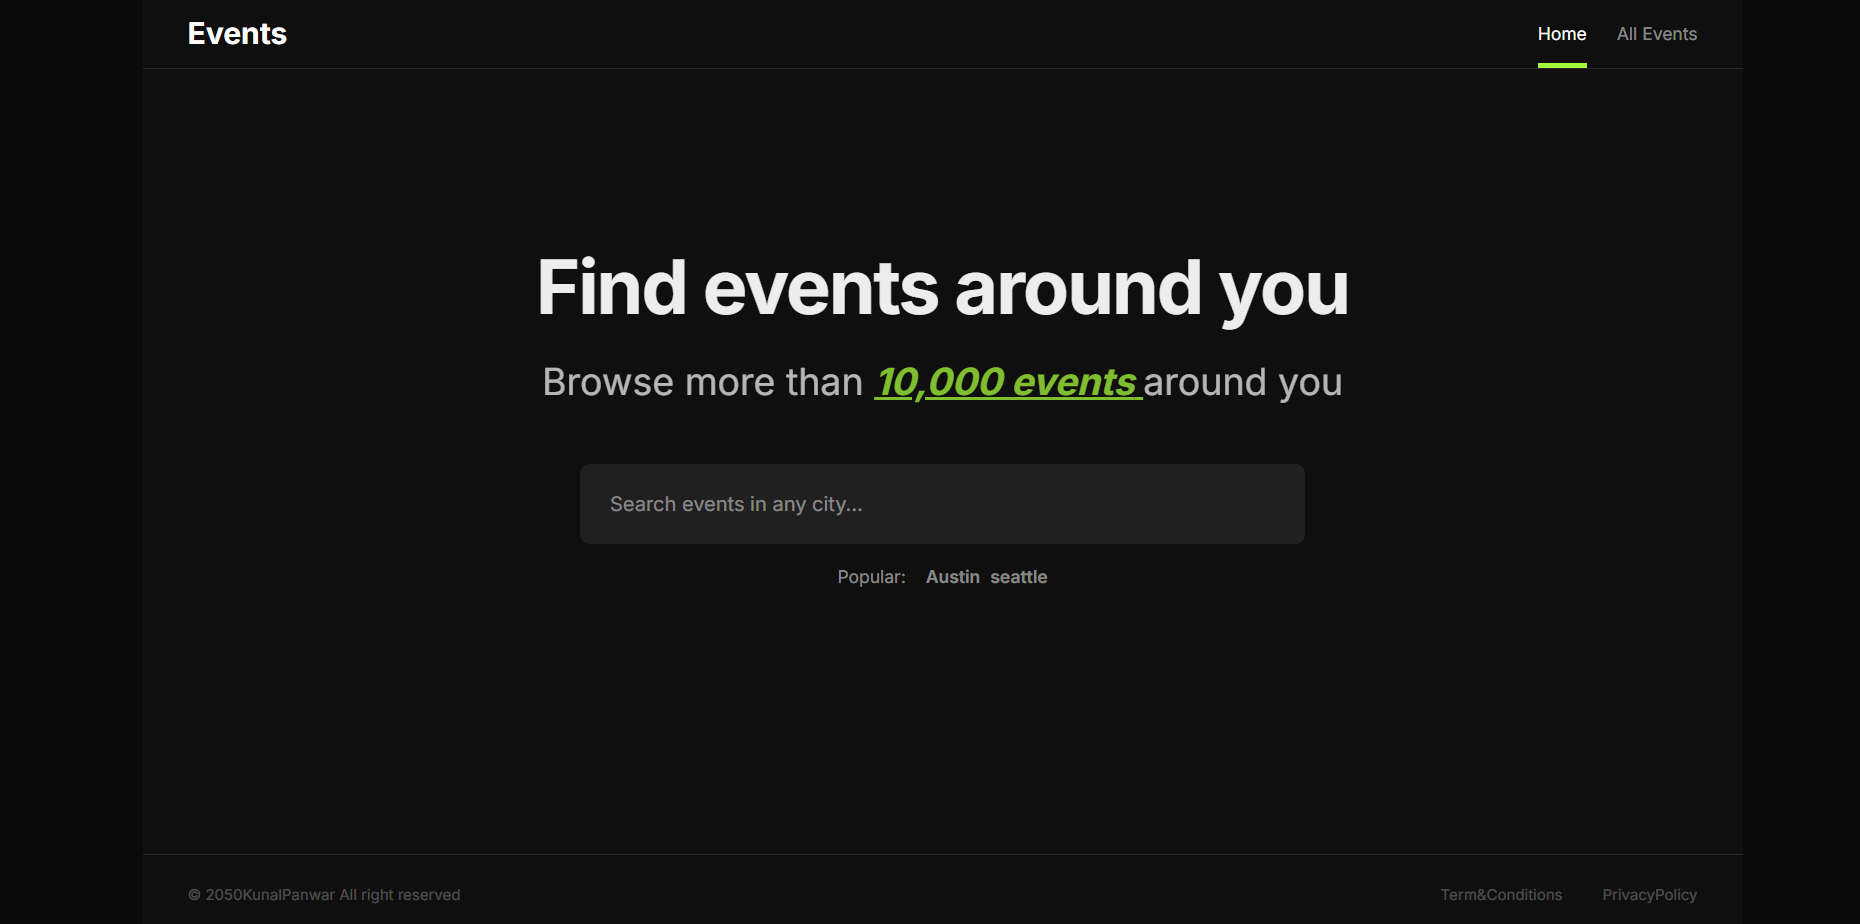 Events
Home All Events
Find events around you
Browse more than 10,000 events around you
Search events in any city...
Popular: Austin seattle
© 2050KunalPanwar All right reserved
Term&Conditions PrivacyPolicy